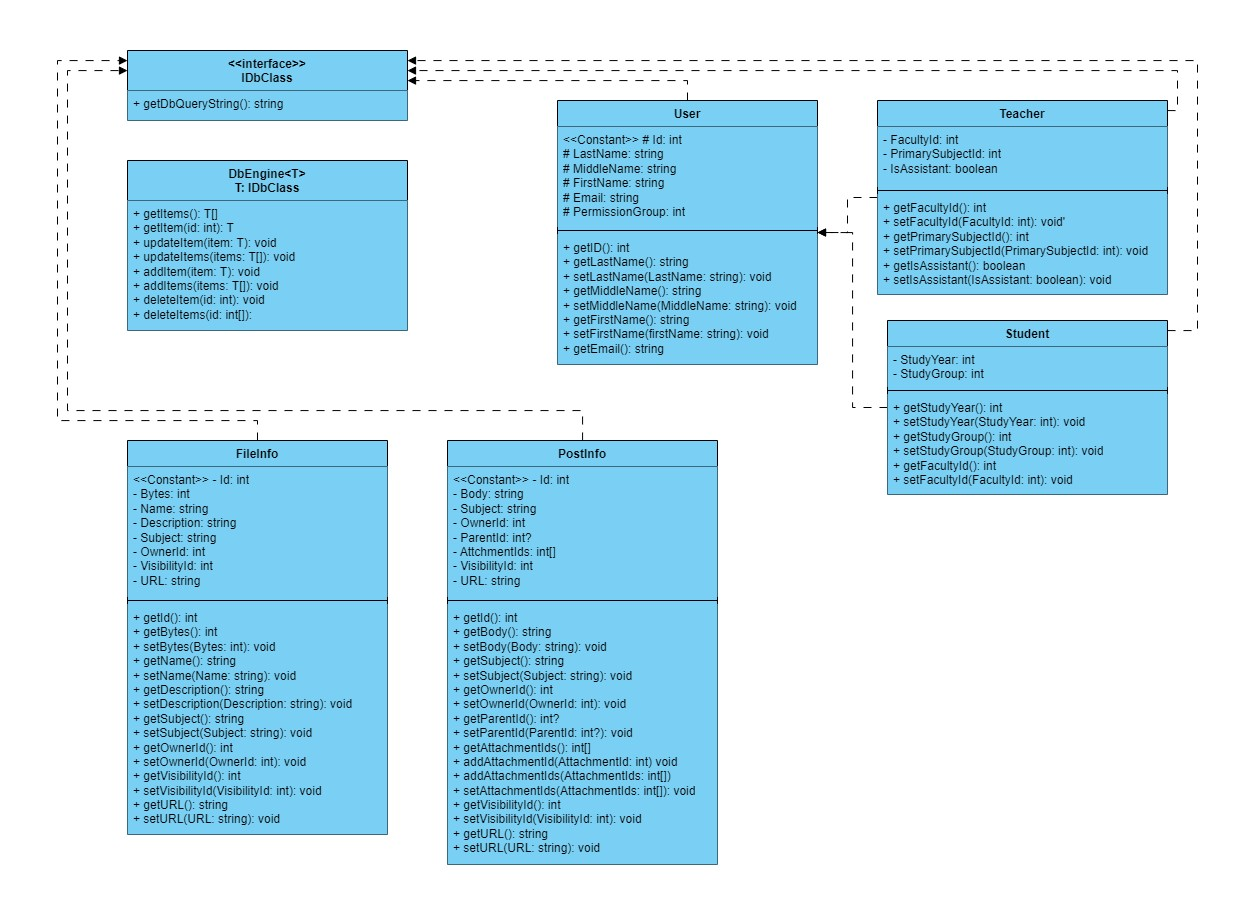 <<interface>>
IDbClass
+ getDbQueryString(): string
DbEngine<T>
T: IDbClass
+ getItems(): T[]
+ getItem(id: int): T
+ updateItem(item: T): void
+ updateItems(items: T[]): void
+ addItem(item: T): void
+ addItems(items: T[]): void
+ deleteItem(id: int): void
+ deleteItems(id: int[]):
User
<<Constant>> # Id: int
# LastName: string
# MiddleName: string
# FirstName: string
# Email: string
# PermissionGroup: int
+ getID(): int
+ getLastName(): string
+ setLastName(LastName: string): void
+ getMiddleName(): string
+ setMiddleName(MiddleName: string): void
+ getFirstName(): string
+ setFirstName(firstName: string): void
+ getEmail(): string
Teacher
- FacultyId: int
- PrimarySubjectId: int
- IsAssistant: boolean
+ getFacultyId(): int
+ setFacultyId(FacultyId: int): void'
+ getPrimarySubjectId(): int
+ setPrimarySubjectId(PrimarySubjectId: int): void
+ getIsAssistant(): boolean
+ setIsAssistant(IsAssistant: boolean): void
Student
- StudyYear: int
- StudyGroup: int
+ getStudyYear(): int
+ setStudyYear(StudyYear: int): void
+ getStudyGroup(): int
+ setStudyGroup(StudyGroup: int): void
+ getFacultyId(): int
+ setFacultyId(FacultyId: int): void
FileInfo
<<Constant>> - Id: int
- Bytes: int
- Name: string
- Description: string
- Subject: string
- OwnerId: int
- VisibilityId: int
- URL: string
+ getId(): int
+ getBytes(): int
+ setBytes(Bytes: int): void
+ getName(): string
+ setName(Name: string): void
+ getDescription(): string
+ setDescription(Description: string): void
+ getSubject(): string
+ setSubject(Subject: string): void
+ getOwnerId(): int
+ setOwnerId(OwnerId: int): void
+ getVisibilityId(): int
+ setVisibilityId(VisibilityId: int): void
+ getURL(): string
+ setURL(URL: string): void
PostInfo
<<Constant>> - Id: int
- Body: string
- Subject: string
- OwnerId: int
- ParentId: int?
- AttchmentIds: int[]
- VisibilityId: int
- URL: string
+ getId(): int
+ getBody(): string
+ setBody(Body: string): void
+ getSubject(): string
+ setSubject(Subject: string): void
+ getOwnerId(): int
+ setOwnerId(OwnerId: int): void
+ getParentId(): int?
+ setParentId(ParentId: int?): void
+ getAttachmentIds(): int[]
+ addAttachmentId(AttachmentId: int) void
+ addAttachmentIds(AttachmentIds: int[])
+ setAttachmentIds(AttachmentIds: int[]): void
+ getVisibilityId(): int
+ setVisibilityId(VisibilityId: int): void
+ getURL(): string
+ setURL(URL: string): void